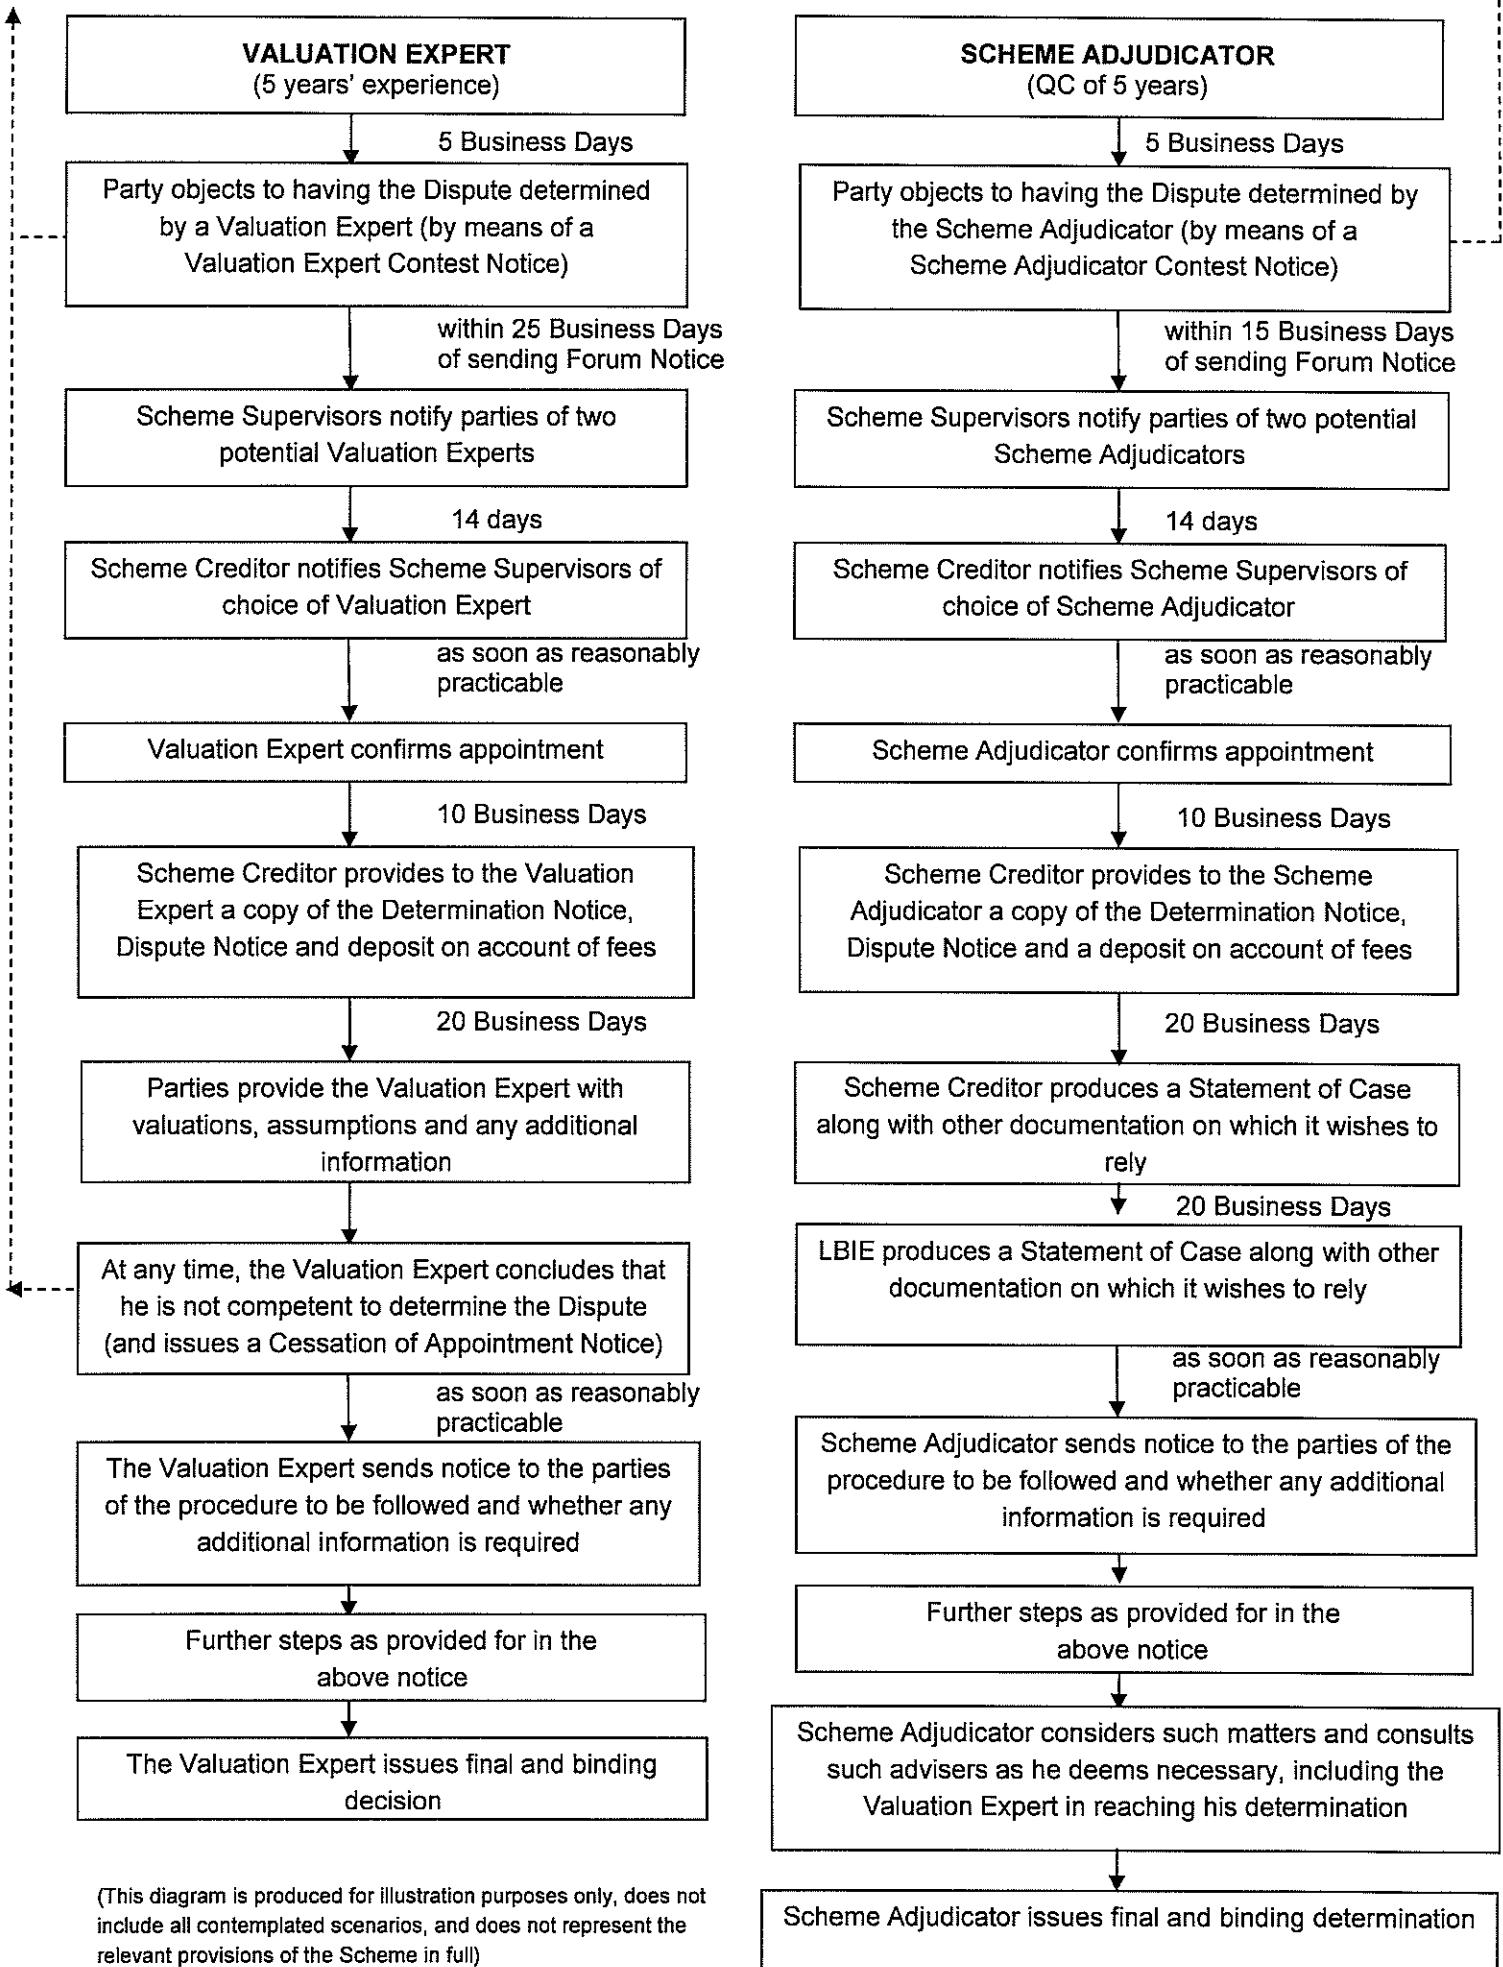 VALUATION EXPERT
(5 years' experience)
5 Business Days
Party objects to having the Dispute determined
by a Valuation Expert (by means of a
Valuation Expert Contest Notice)
within 25 Business Days
of sending Forum Notice
Scheme Supervisors notify parties of two
potential Valuation Experts
14 days
Scheme Creditor notifies Scheme Supervisors of
choice of Valuation Expert
as soon as reasonably
practicable
Valuation Expert confirms appointment
10 Business Days
Scheme Creditor provides to the Valuation
Expert a copy of the Determination Notice,
Dispute Notice and deposit on account of fees
20 Business Days
Parties provide the Valuation Expert with
valuations, assumptions and any additional
information
At any time, the Valuation Expert concludes that
he is not competent to determine the Dispute
(and issues a Cessation of Appointment Notice)
as soon as reasonably
practicable
The Valuation Expert sends notice to the parties
of the procedure to be followed and whether any
additional information is required
Further steps as provided for in the
above notice
The Valuation Expert issues final and binding
decision
(This diagram is produced for illustration purposes only, does not
include all contemplated scenarios, and does not represent the
relevant provisions of the Scheme in full)
SCHEME ADJUDICATOR
(QC of 5 years)
5 Business Days
Party objects to having the Dispute determined by
the Scheme Adjudicator (by means of a
Scheme Adjudicator Contest Notice)
within 15 Business Days
of sending Forum Notice
Scheme Supervisors notify parties of two potential
Scheme Adjudicators
14 days
Scheme Creditor notifies Scheme Supervisors of
choice of Scheme Adjudicator
as soon as reasonably
practicable
Scheme Adjudicator confirms appointment
10 Business Days
Scheme Creditor provides to the Scheme
Adjudicator a copy of the Determination Notice,
Dispute Notice and a deposit on account of fees
20 Business Days
Scheme Creditor produces a Statement of Case
along with other documentation on which it wishes to
rely
20 Business Days
LBIE produces a Statement of Case along with other
documentation on which it wishes to rely
as soon as reasonably
practicable
Scheme Adjudicator sends notice to the parties of the
procedure to be followed and whether any additional
information is required
Further steps as provided for in the
above notice
Scheme Adjudicator considers such matters and consults
such advisers as he deems necessary, including the
Valuation Expert in reaching his determination
Scheme Adjudicator issues final and binding determination